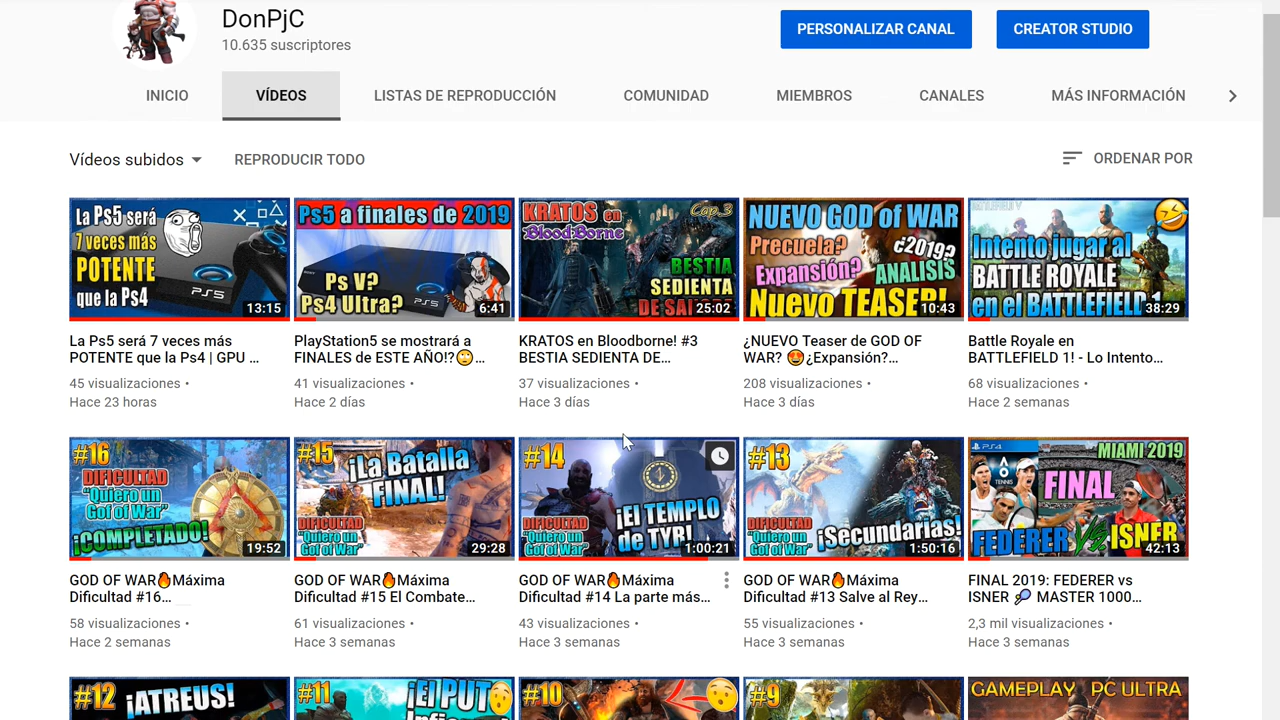 DonPjC
10.635 suscriptores
PERSONALIZAR CANAL
CREATOR STUDIO
INICIO
VÍDEOS
LISTAS DE REPRODUCCIÓN
COMUNIDAD
MIEMBROS
CANALES
MÁS INFORMACIÓN
Vídeos subidos
REPRODUCIR TODO
ORDENAR POR
La Ps5 será
7 veces más
POTENTE
que la Ps4
PS5
13:15
Ps5 a finales de 2019
Ps V?
Ps4 Ultra?
PS5
6:41
KRATOS en
BloodBorne
Cap.3
BESTIA
SEDIENTA
25:02
NUEVO GOD of WAR
Precuela?
¿2019?
Expansión?
ANALISIS
Nuevo TEASER!
10:43
BATTLEFIELD V
Intento jugar al
BATTLE ROYALE
en el BATTLEFIELD 1
38:29
La Ps5 será 7 veces más
POTENTE que la Ps4 | GPU ...
45 visualizaciones •
Hace 23 horas
PlayStation5 se mostrará a
FINALES de ESTE AÑO!?🙄...
41 visualizaciones •
Hace 2 días
KRATOS en Bloodborne! #3
BESTIA SEDIENTA DE...
37 visualizaciones •
Hace 3 días
¿NUEVO Teaser de GOD OF
WAR? 😍¿Expansión?...
208 visualizaciones •
Hace 3 días
Battle Royale en
BATTLEFIELD 1! - Lo Intento...
68 visualizaciones •
Hace 2 semanas
#16
DIFICULTAD
"Quiero un
Gof of War"
¡COMPLETADO!
19:52
#15
¡La Batalla
FINAL!
DIFICULTAD
"Quiero un
Gof of War"
29:28
#14
DIFICULTAD
"Quiero un
Gof of War"
¡El TEMPLO
de TYR!
1:00:21
#13
DIFICULTAD
"Quiero un
Gof of War"
¡Secundarias!
1:50:16
PS4
MIAMI 2019
AO
TENNIS
FINAL
FEDERER VS ISNER
42:13
GOD OF WAR🔥Máxima
Dificultad #16...
58 visualizaciones •
Hace 2 semanas
GOD OF WAR🔥Máxima
Dificultad #15 El Combate...
61 visualizaciones •
Hace 3 semanas
GOD OF WAR🔥Máxima
Dificultad #14 La parte más...
43 visualizaciones •
Hace 3 semanas
GOD OF WAR🔥Máxima
Dificultad #13 Salve al Rey...
55 visualizaciones •
Hace 3 semanas
FINAL 2019: FEDERER vs
ISNER 🎾 MASTER 1000...
2,3 mil visualizaciones •
Hace 3 semanas
#12
¡ATREUS!
#11
¡El PUT
#10
#9
GAMEPLAY PC ULTRA